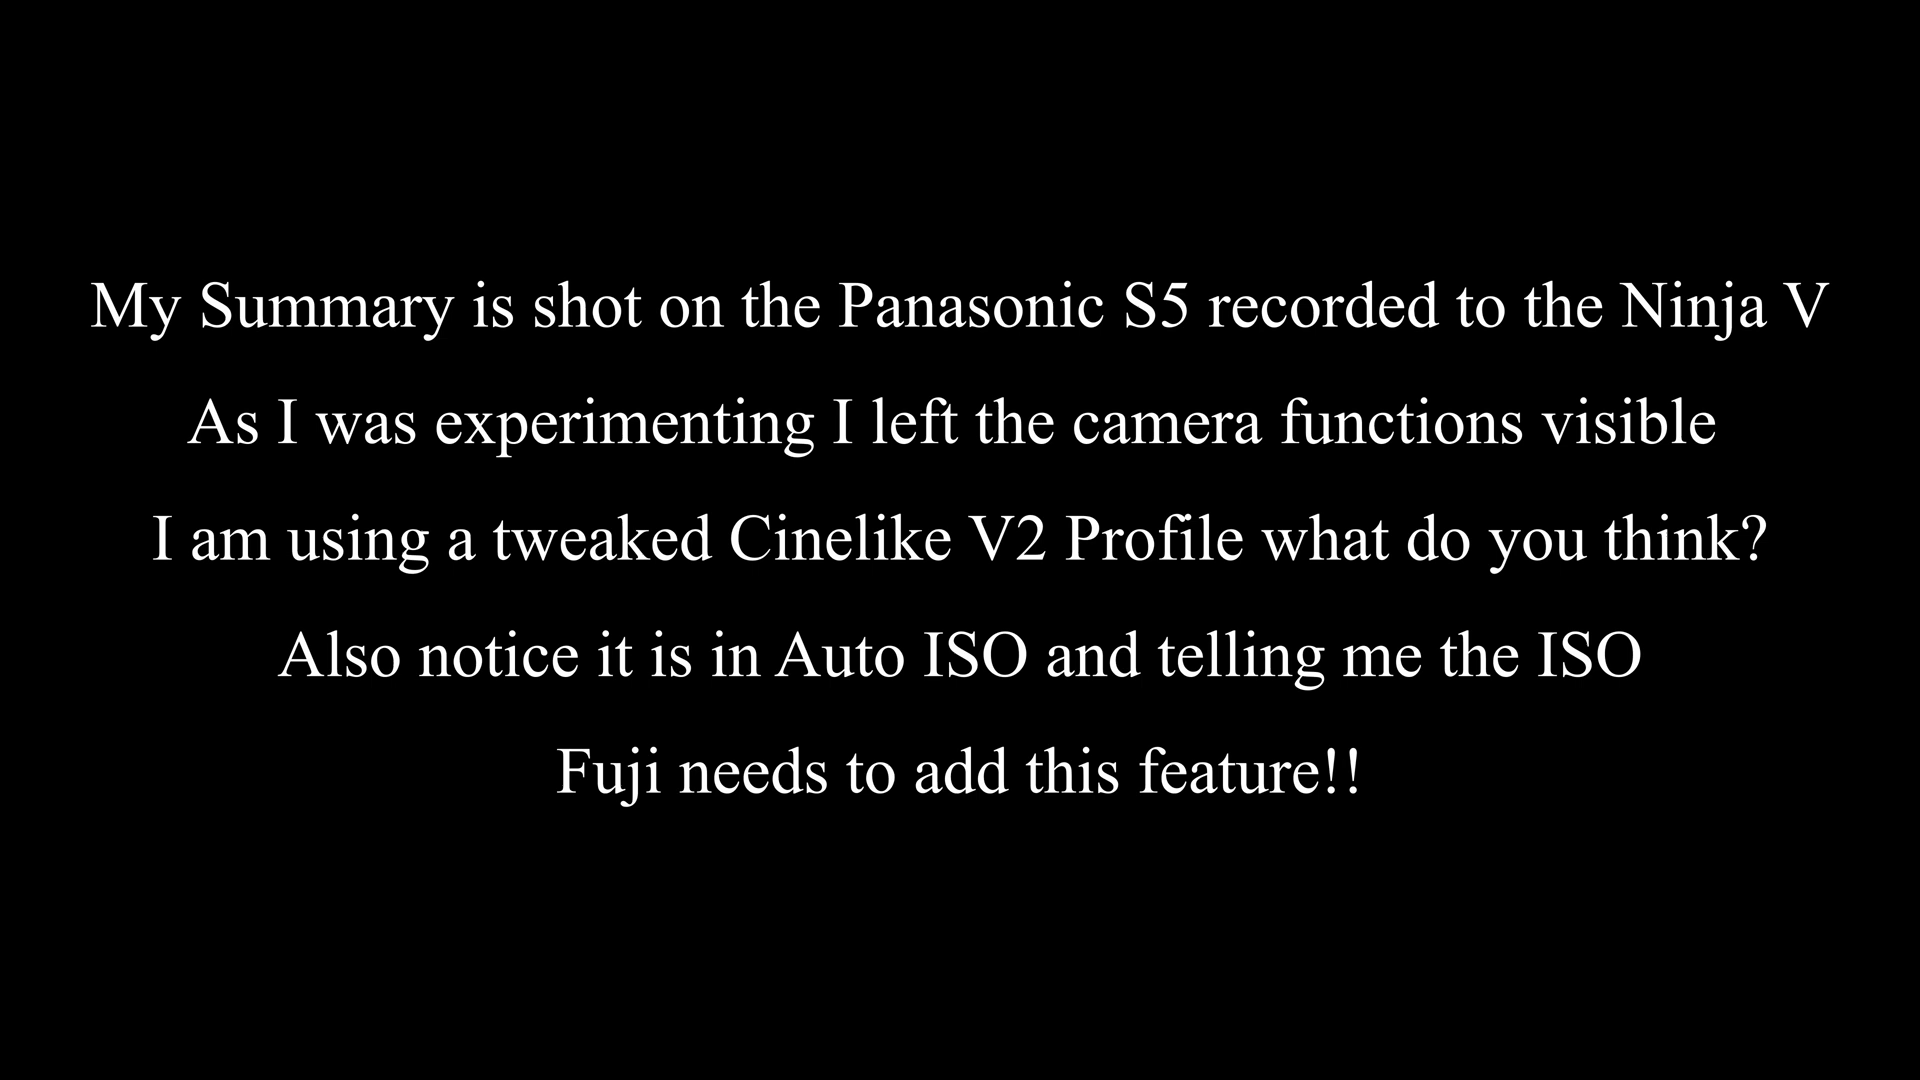 My Summary is shot on the Panasonic S5 recorded to the Ninja V
As I was experimenting I left the camera functions visible
I am using a tweaked Cinelike V2 Profile what do you think?
Also notice it is in Auto ISO and telling me the ISO
Fuji needs to add this feature!!